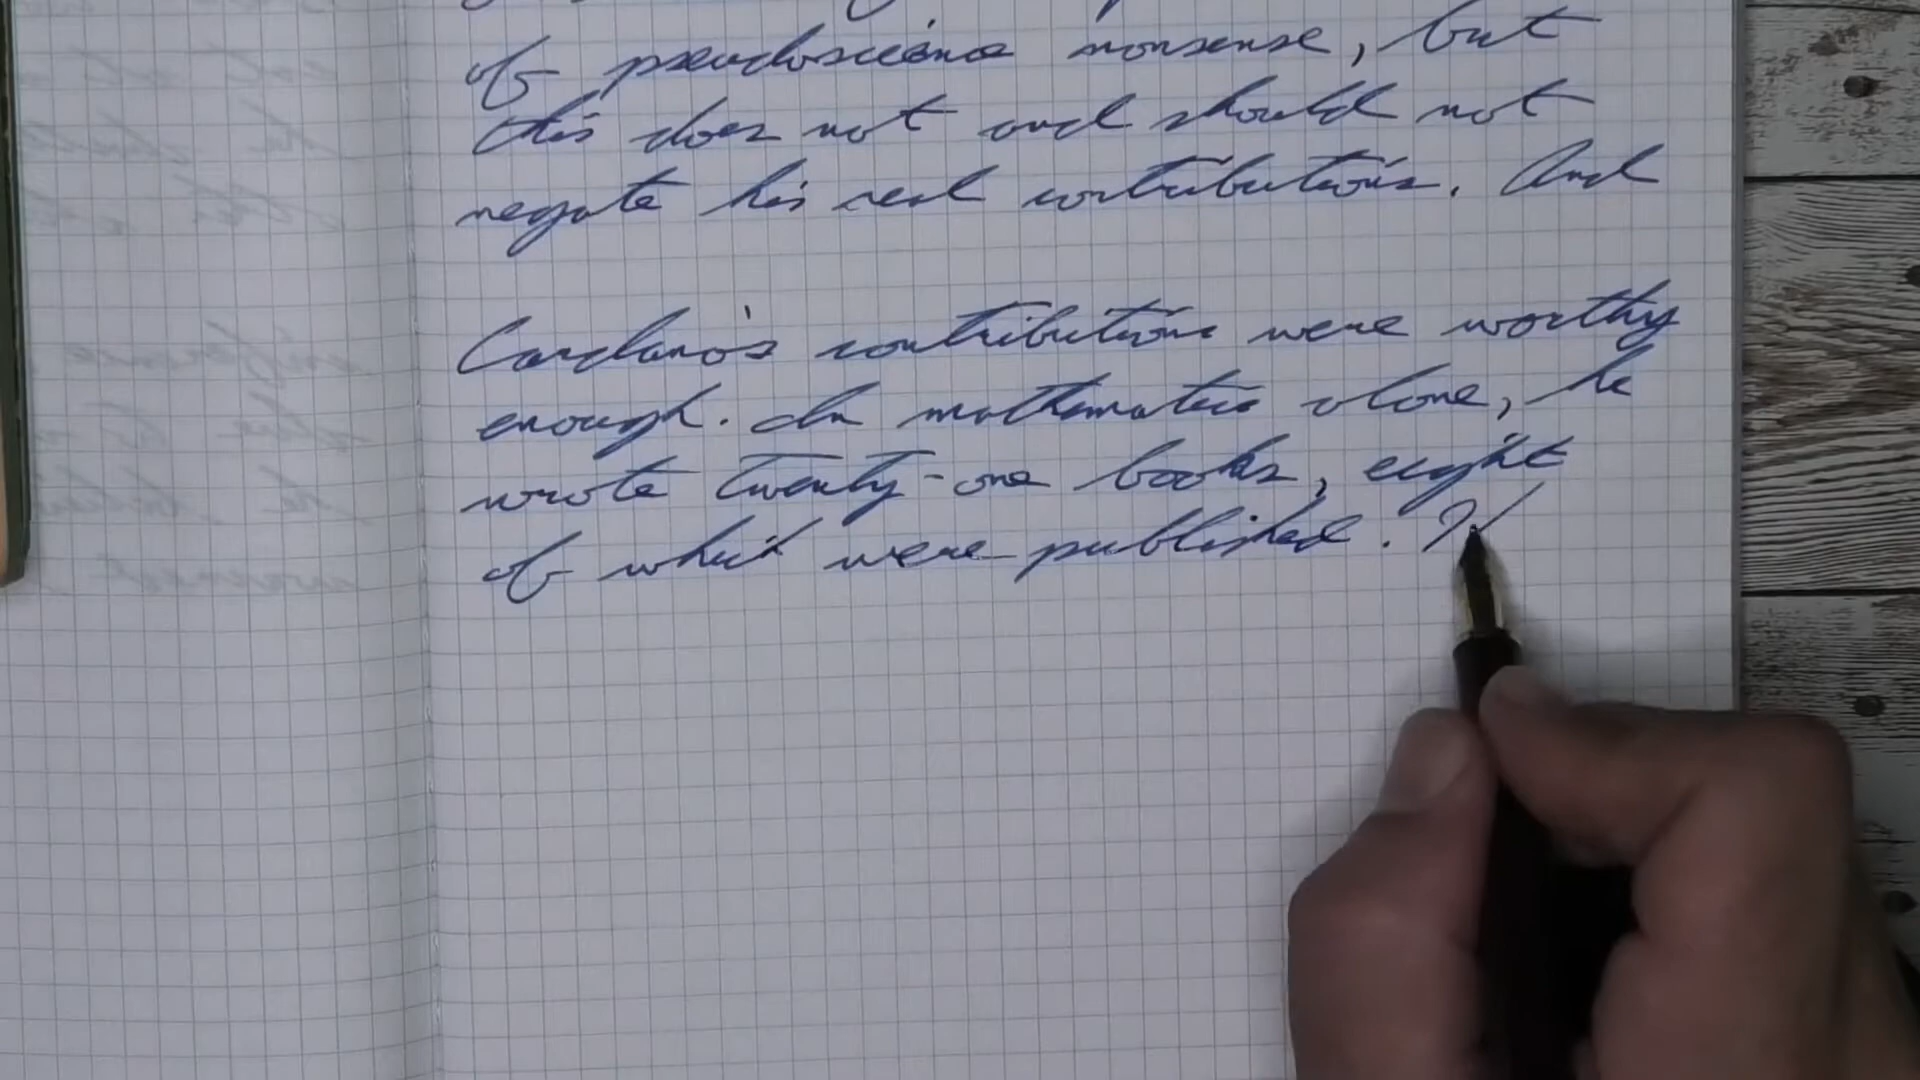 of pseudoscience nonsense, but
this does not and should not
negate his real contributions. And
Cardano's contributions were worthy
enough. In mathematics alone, he
wrote twenty-one books, eight
of which were published. H